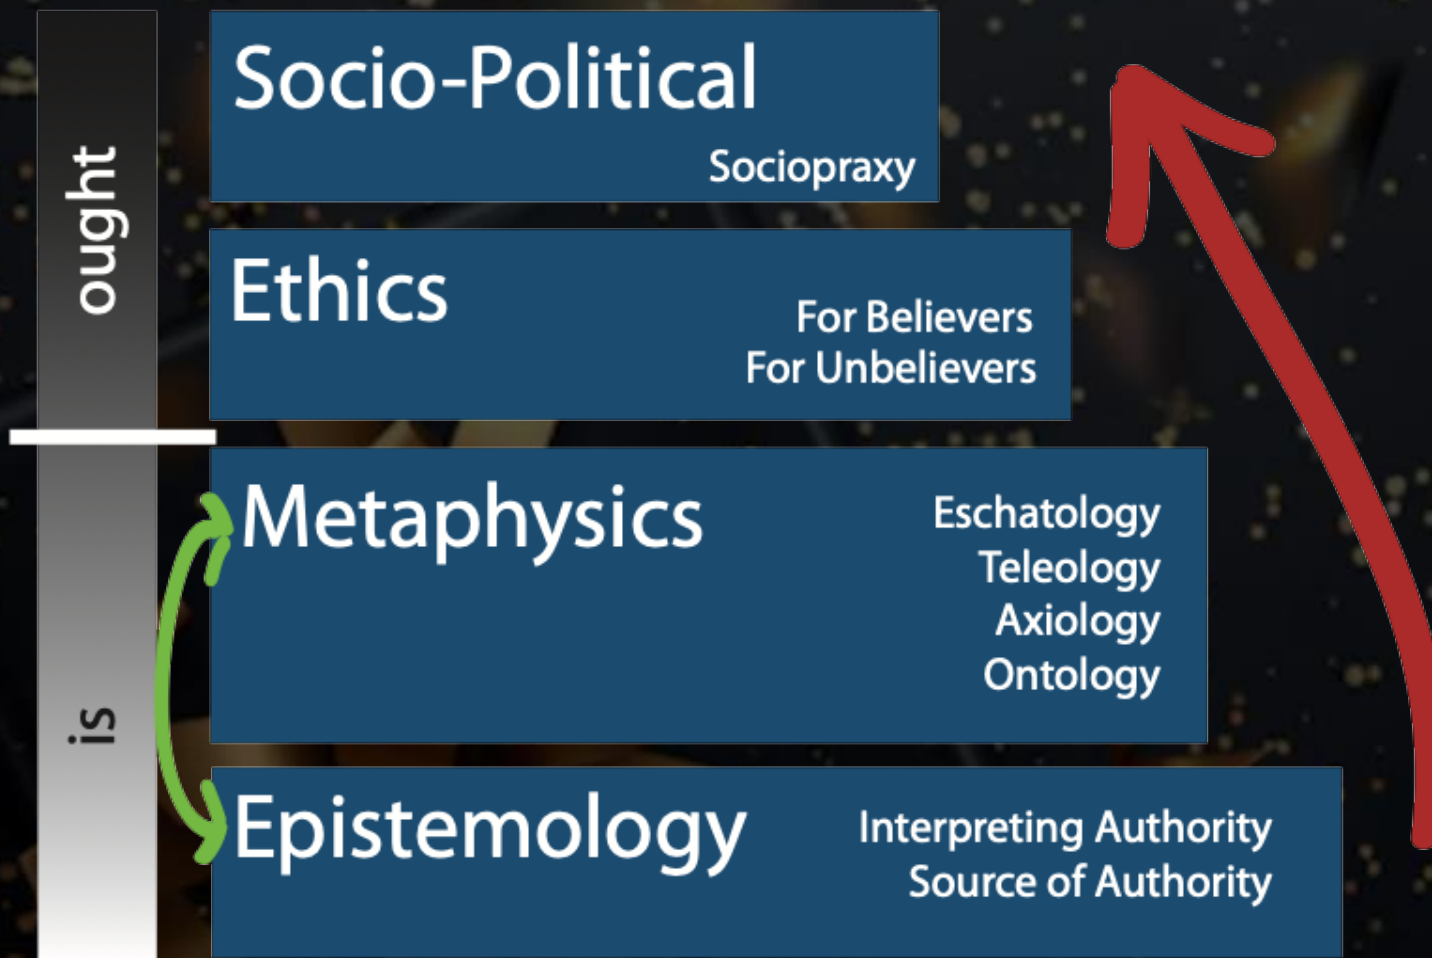 ought
Socio-Political
Sociopraxy
Ethics
For Believers
For Unbelievers
is
Metaphysics
Eschatology
Teleology
Axiology
Ontology
Epistemology
Interpreting Authority
Source of Authority